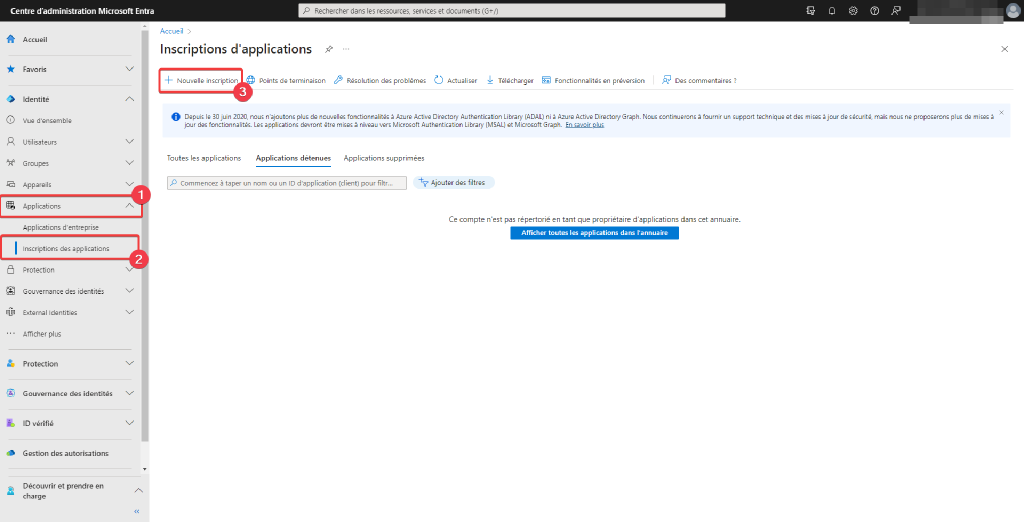 Centre d'administration Microsoft Entra
Rechercher dans les ressources, services et documents (G+/)
Accueil
Favoris
Identité
Vue d'ensemble
Utilisateurs
Groupes
Appareils
1
Applications
Applications d'entreprise
Inscriptions des applications
2
Protection
Gouvernance des identités
External Identities
Afficher plus
Protection
Gouvernance des identités
ID vérifié
Gestion des autorisations
Découvrir et prendre en
charge
Accueil
Inscriptions d'applications
Nouvelle inscription
3
Points de terminaison
Résolution des problèmes
Actualiser
Télécharger
Fonctionnalités en préversion
Des commentaires ?
Depuis le 30 juin 2020, nous n'ajoutons plus de nouvelles fonctionnalités à Azure Active Directory Authentication Library (ADAL) ni à Azure Active Directory Graph. Nous continuerons à fournir un support technique et des mises à jour de sécurité, mais nous ne proposerons plus de mises à
jour des fonctionnalités. Les applications devront être mises à niveau vers Microsoft Authentication Library (MSAL) et Microsoft Graph. En savoir plus
Toutes les applications
Applications détenues
Applications supprimées
Commencez à taper un nom ou un ID d'application (client) pour filtr...
Ajouter des filtres
Ce compte n'est pas répertorié en tant que propriétaire d'applications dans cet annuaire.
Afficher toutes les applications dans l'annuaire